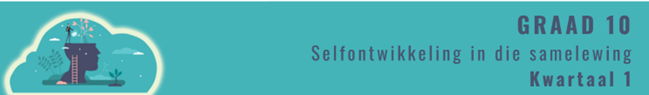 GRAAD 10
Selfontwikkeling in die samelewing
Kwartaal 1